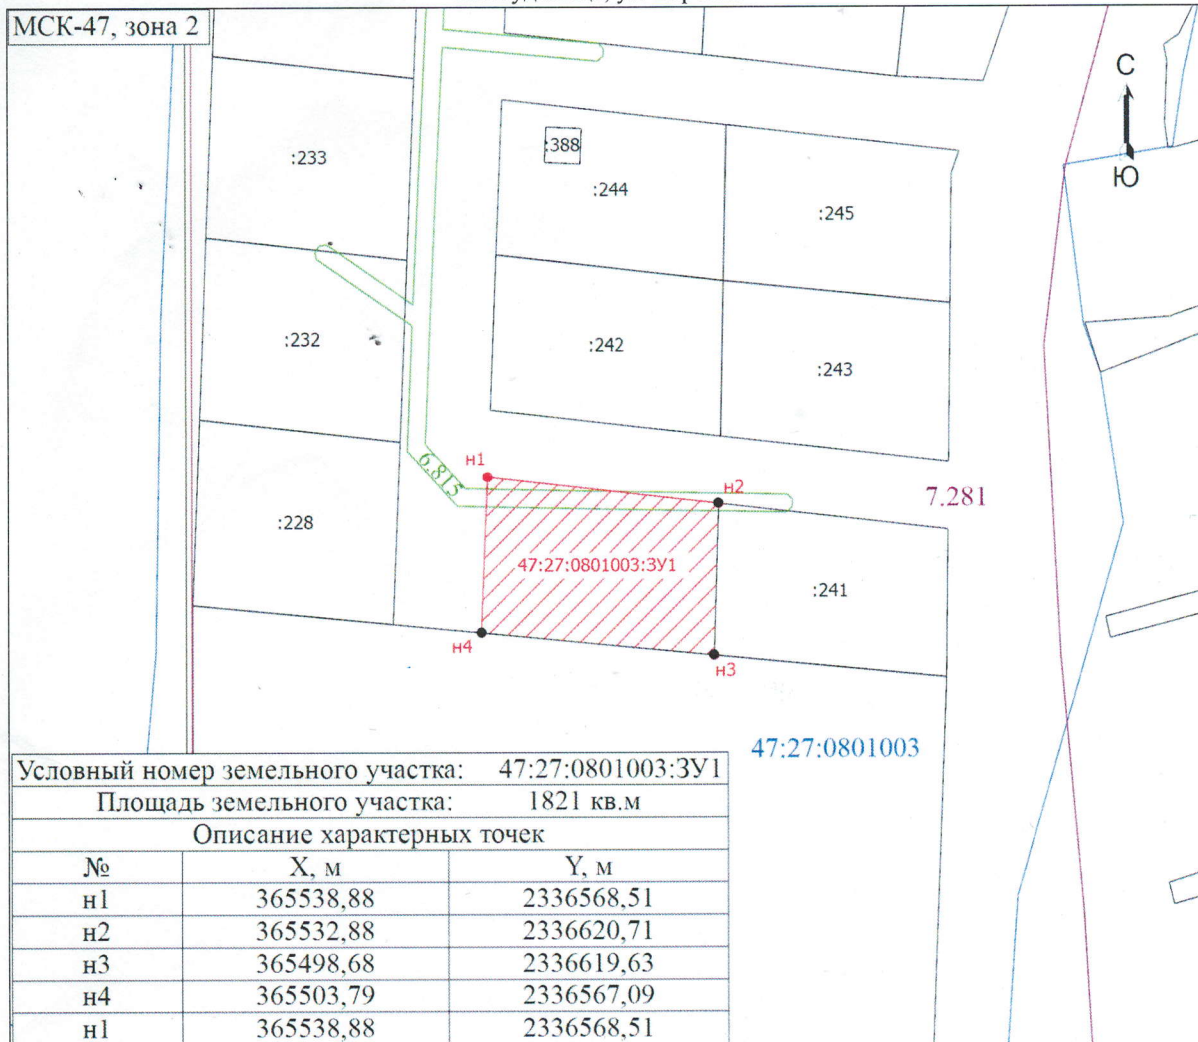 МСК-47, зона 2
С
Ю
:233
:388
:244
:245
:232
:242
:243
6.815
н1
н2
7.281
:228
47:27:0801003:ЗУ1
:241
н4
н3
47:27:0801003
Условный номер земельного участка: 47:27:0801003:ЗУ1
Площадь земельного участка: 1821 кв.м
Описание характерных точек
№ X, м Y, м
н1 365538,88 2336568,51
н2 365532,88 2336620,71
н3 365498,68 2336619,63
н4 365503,79 2336567,09
н1 365538,88 2336568,51